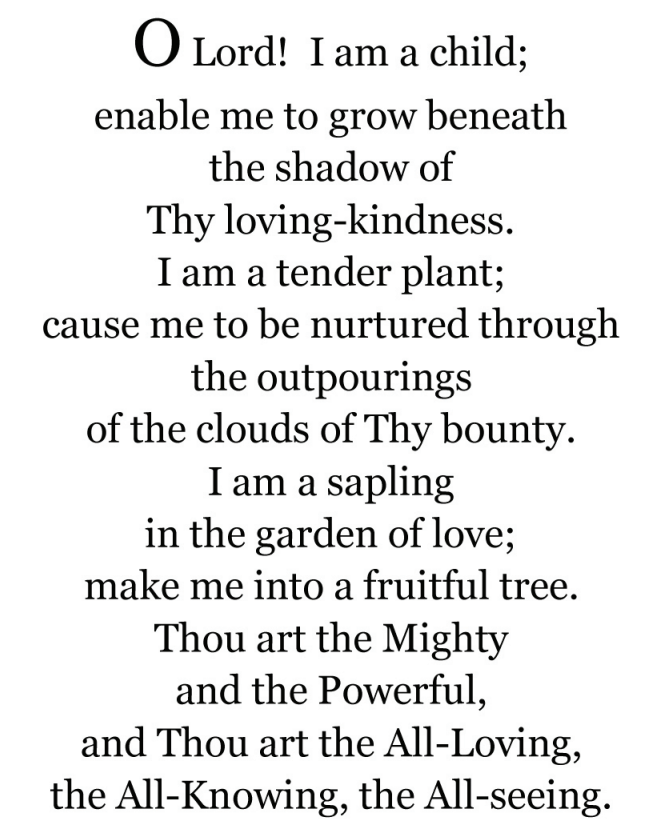 O Lord!  I am a child;
enable me to grow beneath
the shadow of
Thy loving-kindness.
I am a tender plant;
cause me to be nurtured through
the outpourings
of the clouds of Thy bounty.
I am a sapling
in the garden of love;
make me into a fruitful tree.
Thou art the Mighty
and the Powerful,
and Thou art the All-Loving,
the All-Knowing, the All-seeing.